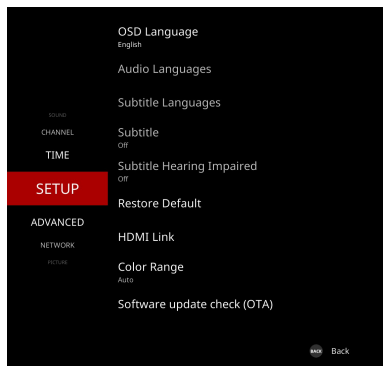 SOUND
CHANNEL
TIME
SETUP
ADVANCED
NETWORK
PICTURE
OSD Language
English
Audio Languages
Subtitle Languages
Subtitle
Off
Subtitle Hearing Impaired
Off
Restore Default
HDMI Link
Color Range
Auto
Software update check (OTA)
BACK Back